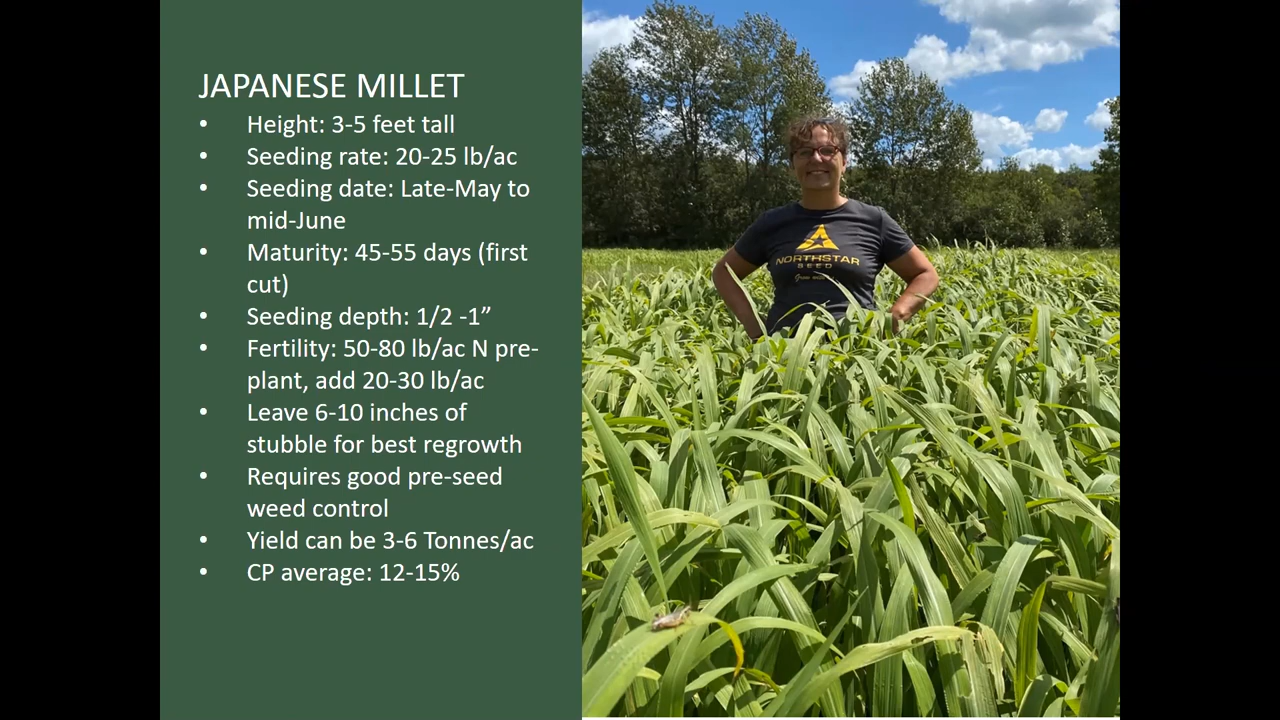 JAPANESE MILLET
• Height: 3-5 feet tall
• Seeding rate: 20-25 lb/ac
• Seeding date: Late-May to
mid-June
• Maturity: 45-55 days (first
cut)
• Seeding depth: 1/2 -1”
• Fertility: 50-80 lb/ac N pre-
plant, add 20-30 lb/ac
• Leave 6-10 inches of
stubble for best regrowth
• Requires good pre-seed
weed control
• Yield can be 3-6 Tonnes/ac
• CP average: 12-15%
NORTHSTAR
SEED